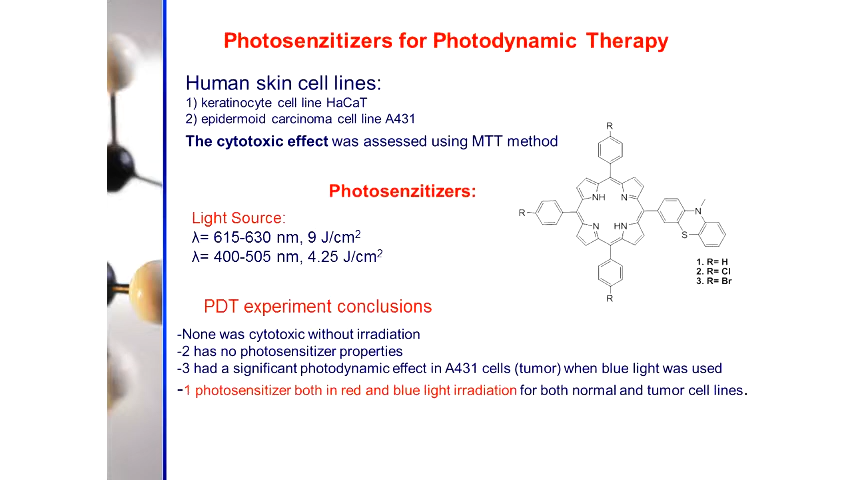 Photosenzitizers for Photodynamic Therapy
Human skin cell lines:
1) keratinocyte cell line HaCaT
2) epidermoid carcinoma cell line A431
The cytotoxic effect was assessed using MTT method
Photosenzitizers:
Light Source:
λ= 615-630 nm, 9 J/cm²
λ= 400-505 nm, 4.25 J/cm²
R
NH N
R
N
N HN
S
R
1. R= H
2. R= Cl
3. R= Br
PDT experiment conclusions
-None was cytotoxic without irradiation
-2 has no photosensitizer properties
-3 had a significant photodynamic effect in A431 cells (tumor) when blue light was used
-1 photosensitizer both in red and blue light irradiation for both normal and tumor cell lines.